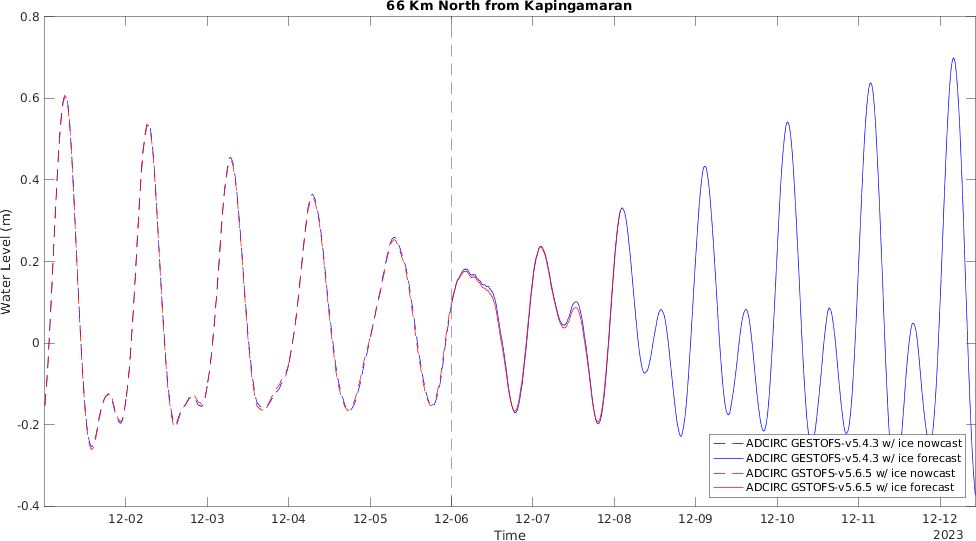 66 Km North from Kapingamaran
Water Level (m)
0.8
0.6
0.4
0.2
0
-0.2
-0.4
12-02 12-03 12-04 12-05 12-06 12-07 12-08 12-09 12-10 12-11 12-12
Time
2023
ADCIRC GESTOFS-v5.4.3 w/ ice nowcast
ADCIRC GESTOFS-v5.4.3 w/ ice forecast
ADCIRC GSTOFS-v5.6.5 w/ ice nowcast
ADCIRC GSTOFS-v5.6.5 w/ ice forecast